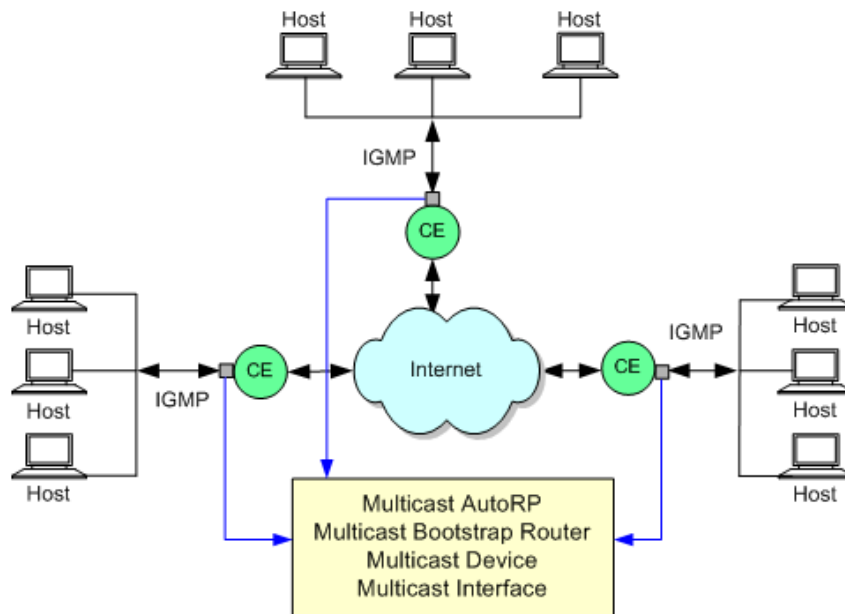 Host
Host
Host
IGMP
CE
Host
Host
Host
IGMP
CE
Internet
CE
IGMP
Host
Host
Host
Multicast AutoRP
Multicast Bootstrap Router
Multicast Device
Multicast Interface